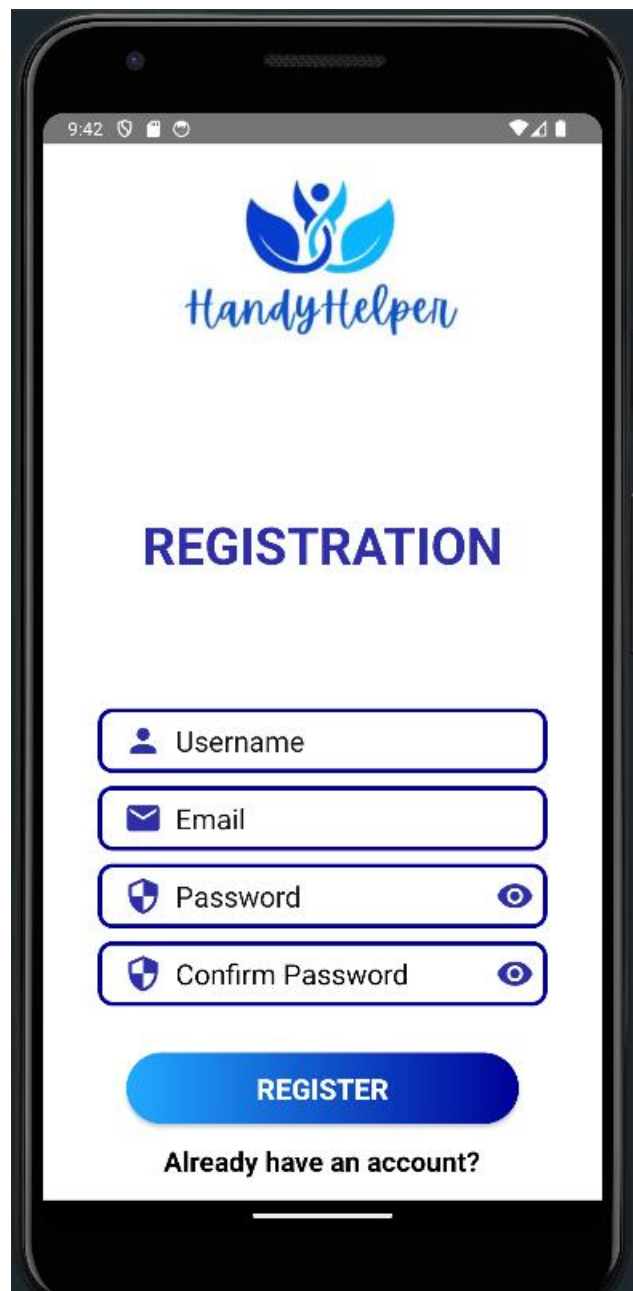 9:42
HandyHelper
REGISTRATION
Username
Email
Password
Confirm Password
REGISTER
Already have an account?